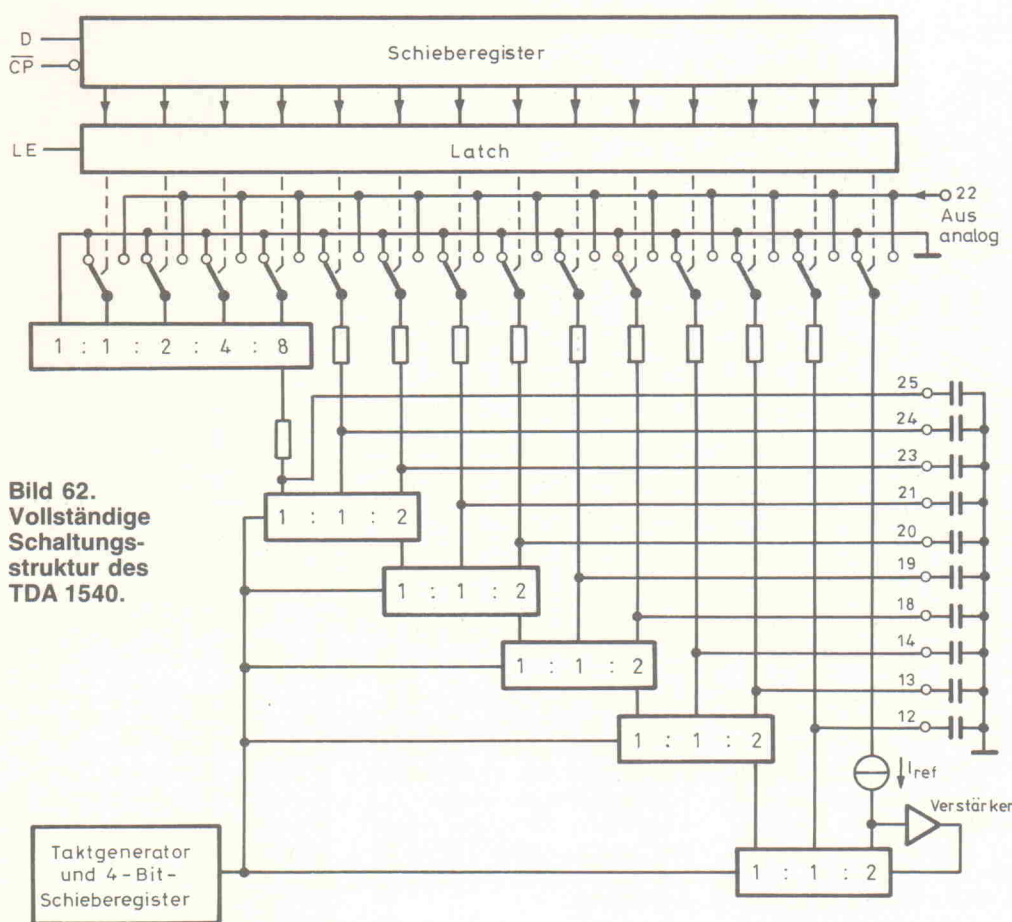 D
Schieberegister
CP
LE
Latch
22
Aus
analog
1 : 1 : 2 : 4 : 8
25
24
23
21
20
19
18
14
13
12
Bild 62.
Vollständige
Schaltungs-
struktur des
TDA 1540.
1 : 1 : 2
1 : 1 : 2
1 : 1 : 2
1 : 1 : 2
Iref
Verstärker
Taktgenerator
und 4-Bit-
Schieberegister
1 : 1 : 2